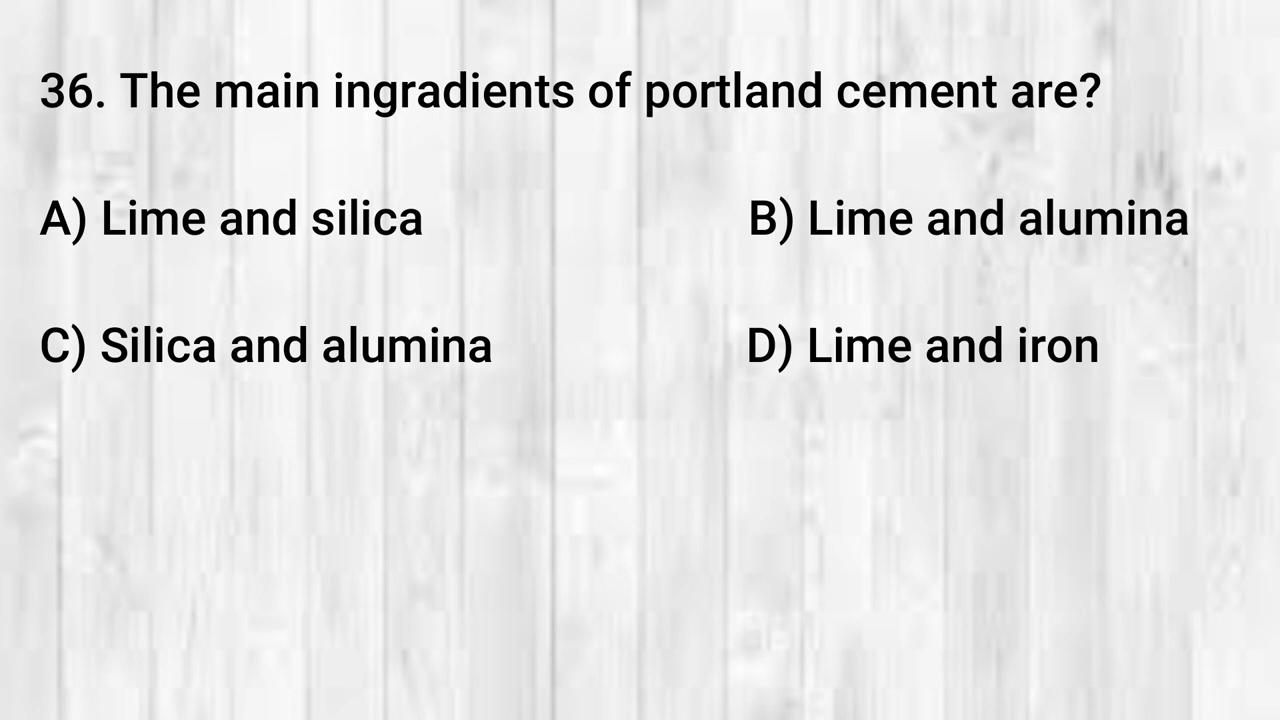 36. The main ingradients of portland cement are?
A) Lime and silica B) Lime and alumina
C) Silica and alumina D) Lime and iron